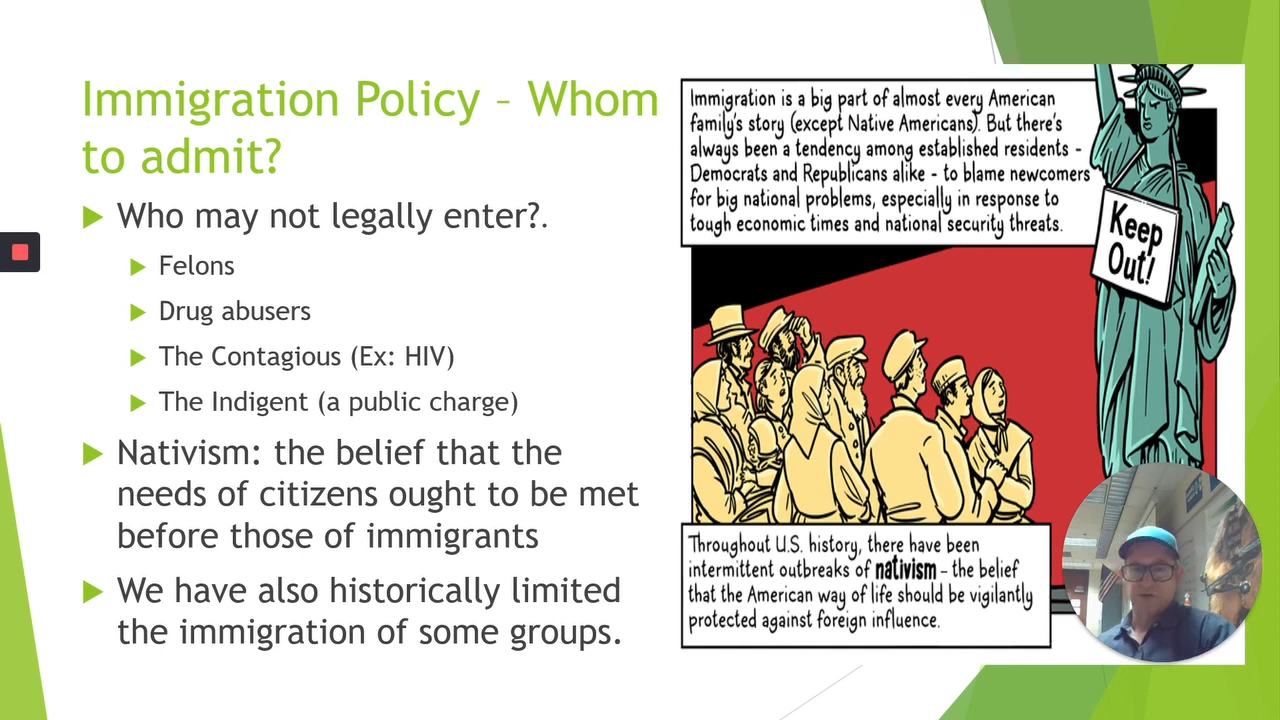 Immigration Policy – Whom
to admit?
Who may not legally enter?.
Felons
Drug abusers
The Contagious (Ex: HIV)
The Indigent (a public charge)
Nativism: the belief that the
needs of citizens ought to be met
before those of immigrants
We have also historically limited
the immigration of some groups.
Immigration is a big part of almost every American
family's story (except Native Americans). But there's
always been a tendency among established residents -
Democrats and Republicans alike - to blame newcomers
for big national problems, especially in response to
tough economic times and national security threats.
Keep
Out!
Throughout U.S. history, there have been
intermittent outbreaks of nativism – the belief
that the American way of life should be vigilantly
protected against foreign influence.